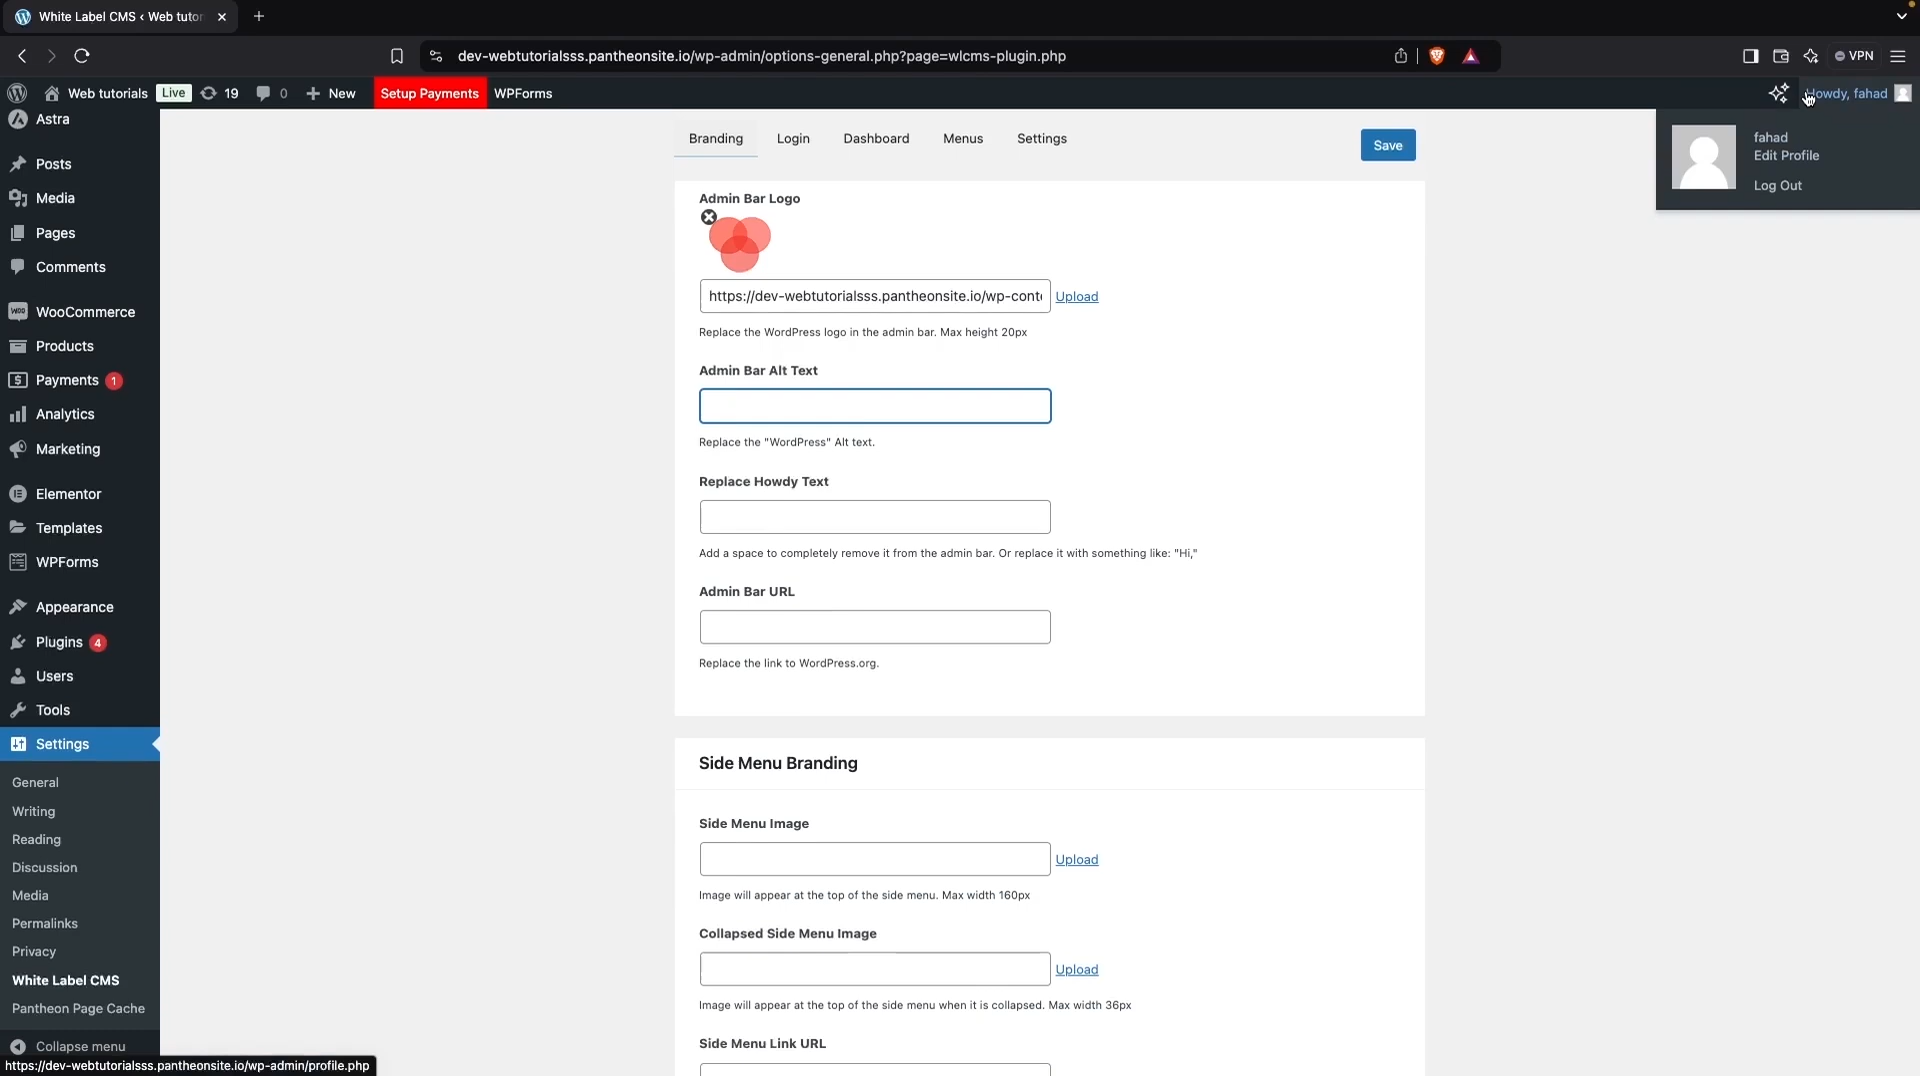 White Label CMS ‹ Web tutor
dev-webtutorialsss.pantheonsite.io/wp-admin/options-general.php?page=wlcms-plugin.php
VPN
Web tutorials Live 19 0 New Setup Payments WPForms
Howdy, fahad
fahad
Edit Profile
Log Out
Astra
Posts
Media
Pages
Comments
WooCommerce
Products
Payments 1
Analytics
Marketing
Elementor
Templates
WPForms
Appearance
Plugins 4
Users
Tools
Settings
General
Writing
Reading
Discussion
Media
Permalinks
Privacy
White Label CMS
Pantheon Page Cache
Collapse menu
https://dev-webtutorialsss.pantheonsite.io/wp-admin/profile.php
Branding Login Dashboard Menus Settings Save
Admin Bar Logo
https://dev-webtutorialsss.pantheonsite.io/wp-conte Upload
Replace the WordPress logo in the admin bar. Max height 20px
Admin Bar Alt Text
Replace the "WordPress" Alt text.
Replace Howdy Text
Add a space to completely remove it from the admin bar. Or replace it with something like: "Hi,"
Admin Bar URL
Replace the link to WordPress.org.
Side Menu Branding
Side Menu Image
Upload
Image will appear at the top of the side menu. Max width 160px
Collapsed Side Menu Image
Upload
Image will appear at the top of the side menu when it is collapsed. Max width 36px
Side Menu Link URL